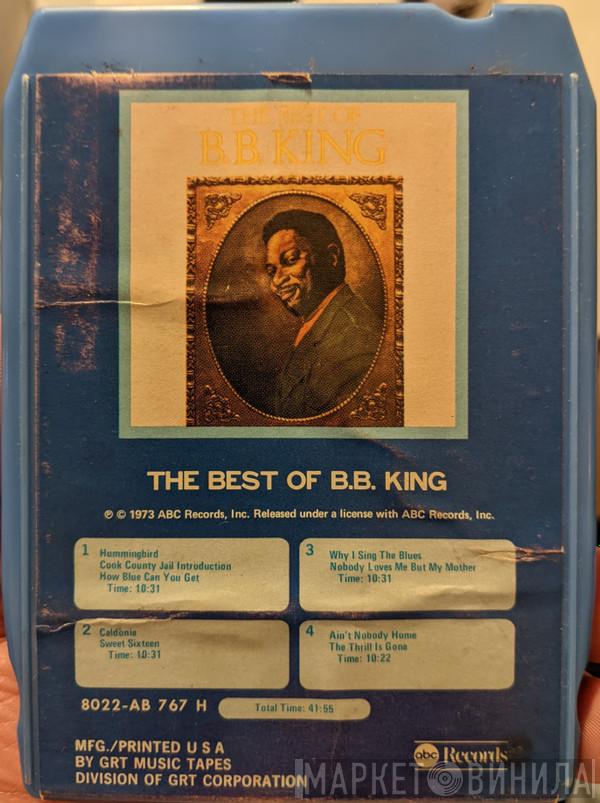 THE BEST OF
B.B. KING
THE BEST OF B.B. KING
℗ © 1973 ABC Records, Inc. Released under a license with ABC Records, Inc.
1 Hummingbird
Cook County Jail Introduction
How Blue Can You Get
Time: 10:31
2 Caldonia
Sweet Sixteen
Time: 10:31
3 Why I Sing The Blues
Nobody Loves Me But My Mother
Time: 10:31
4 Ain't Nobody Home
The Thrill Is Gone
Time: 10:22
8022-AB 767 H
Total Time: 41:55
MFG./PRINTED U S A
BY GRT MUSIC TAPES
DIVISION OF GRT CORPORATION
abc Records
МАРКЕТ ВИНИЛА